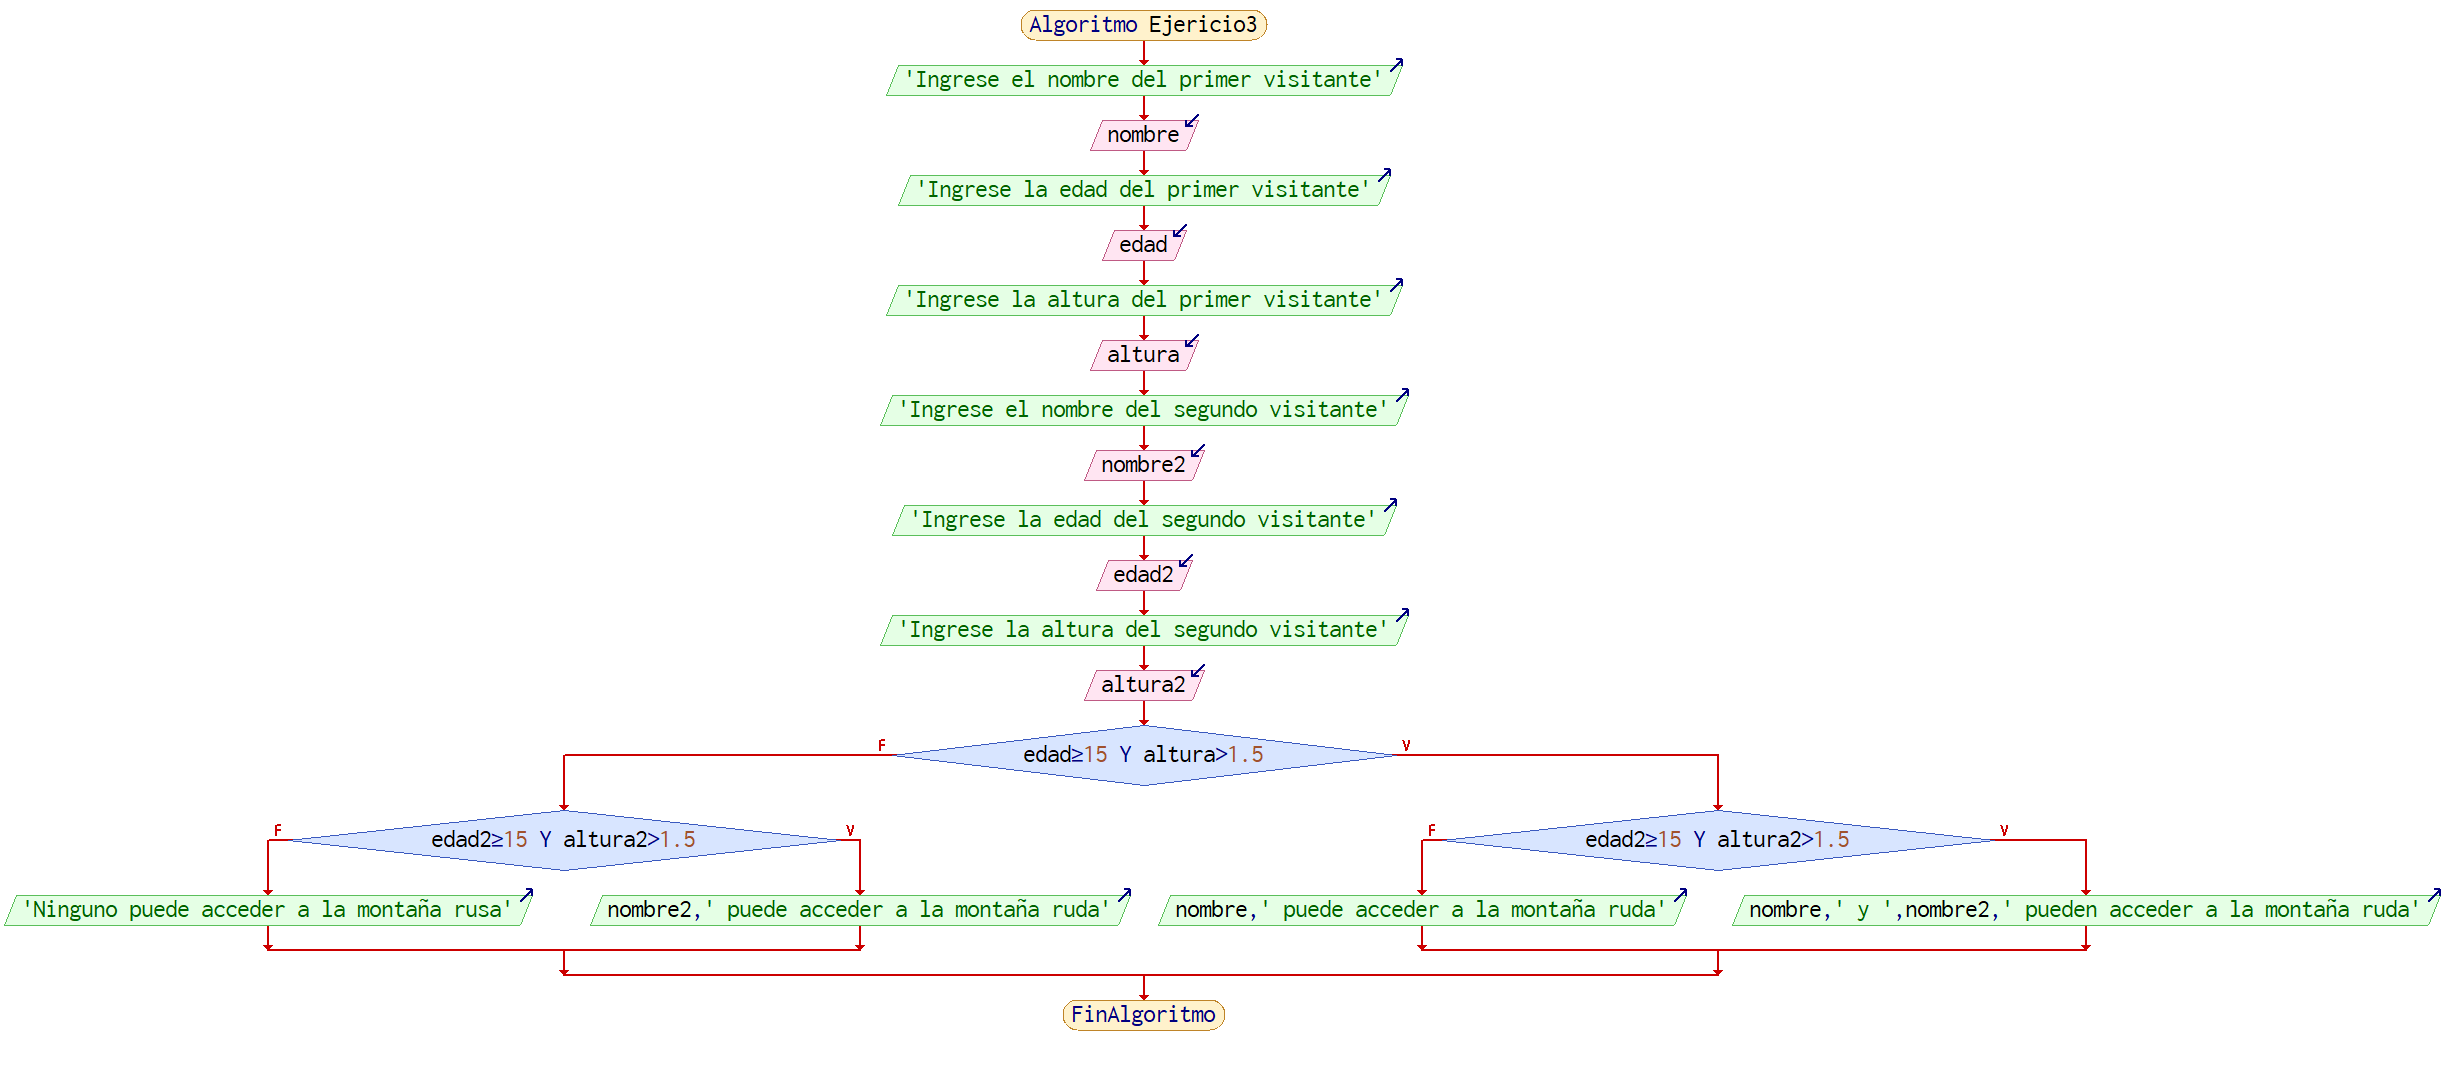 Algoritmo Ejericio3
'Ingrese el nombre del primer visitante'
nombre
'Ingrese la edad del primer visitante'
edad
'Ingrese la altura del primer visitante'
altura
'Ingrese el nombre del segundo visitante'
nombre2
'Ingrese la edad del segundo visitante'
edad2
'Ingrese la altura del segundo visitante'
altura2
F
V
edad≥15 Y altura>1.5
F
V
F
V
edad2≥15 Y altura2>1.5
edad2≥15 Y altura2>1.5
'Ninguno puede acceder a la montaña rusa'
nombre2,' puede acceder a la montaña ruda'
nombre,' puede acceder a la montaña ruda'
nombre,' y ',nombre2,' pueden acceder a la montaña ruda'
FinAlgoritmo